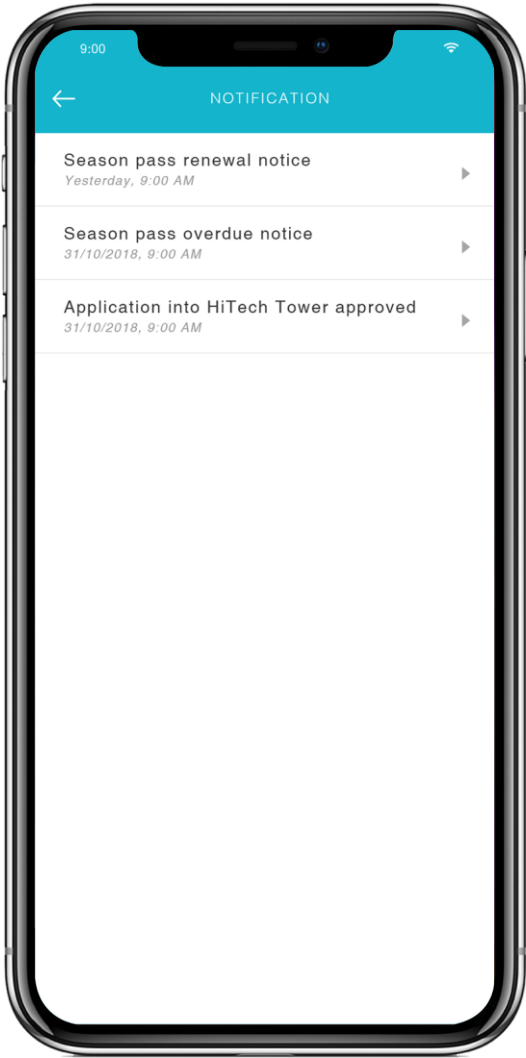 9:00
NOTIFICATION
Season pass renewal notice
Yesterday, 9:00 AM
Season pass overdue notice
31/10/2018, 9:00 AM
Application into HiTech Tower approved
31/10/2018, 9:00 AM